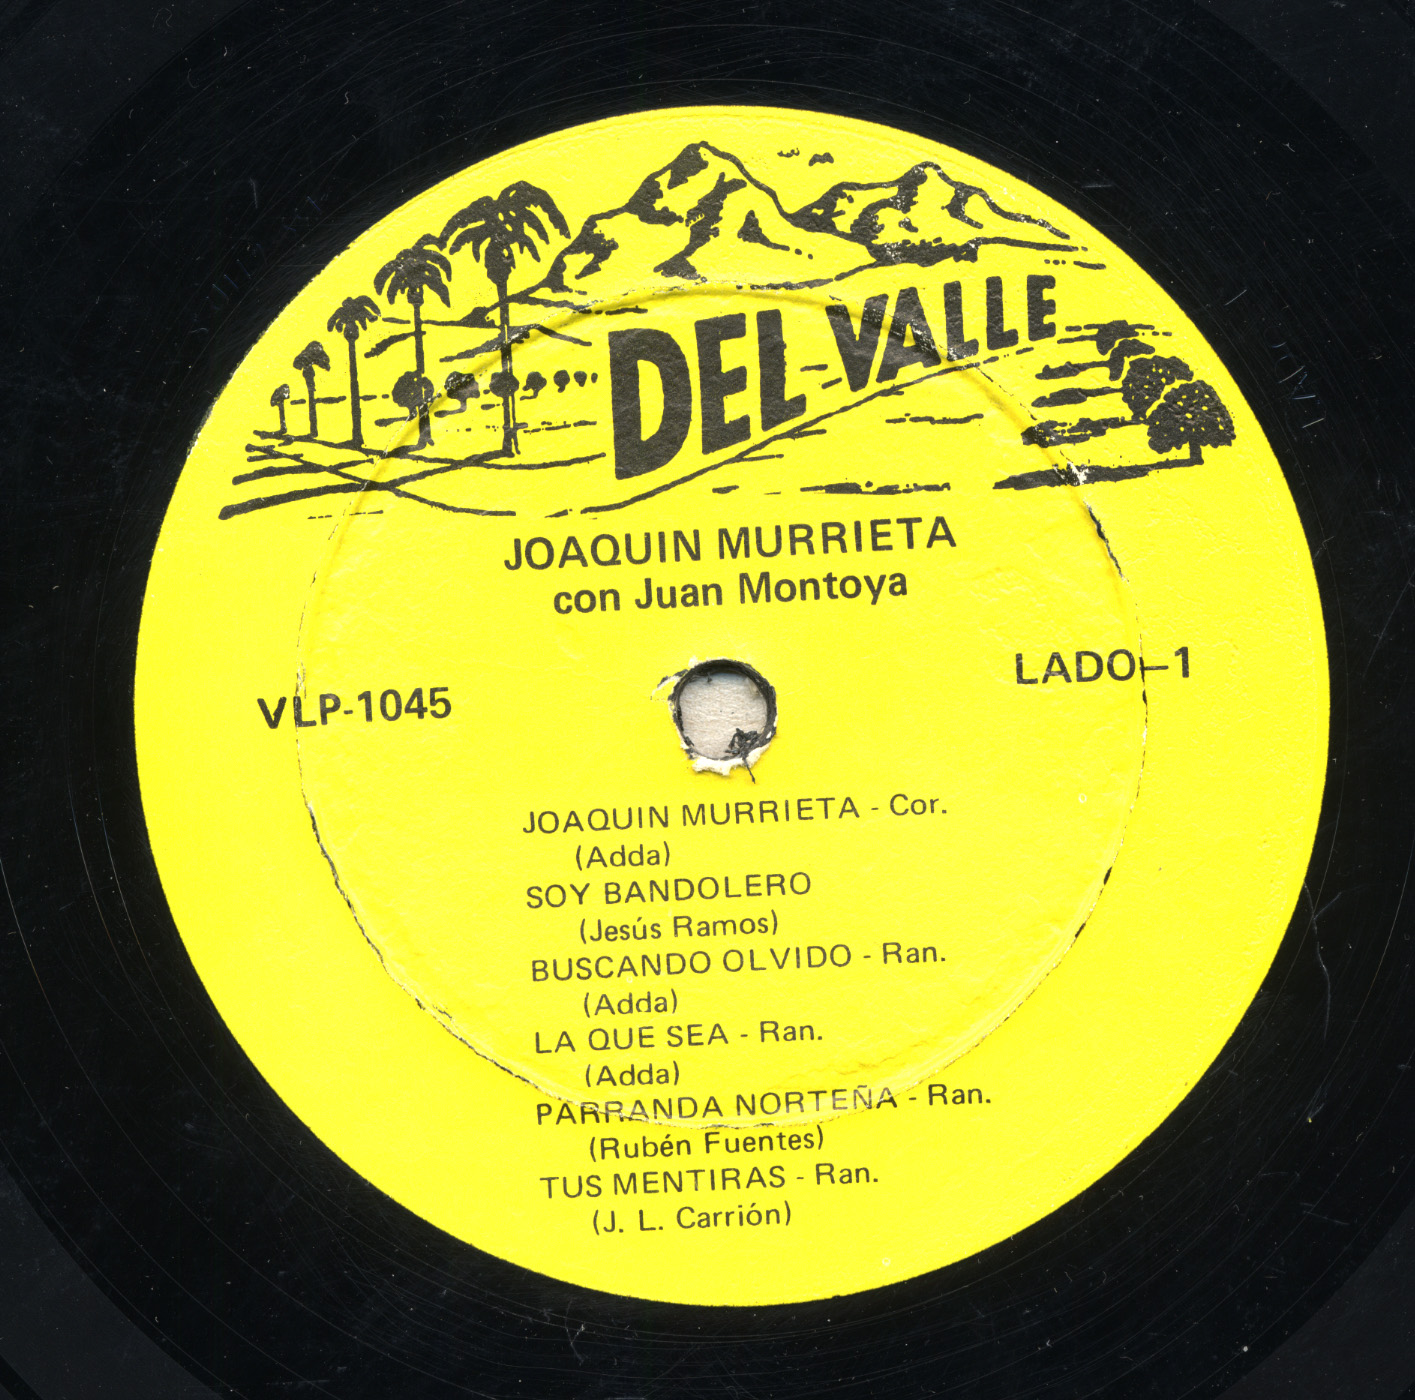 DEL VALLE
JOAQUIN MURRIETA
con Juan Montoya
LADO-1
VLP-1045
JOAQUIN MURRIETA - Cor.
(Adda)
SOY BANDOLERO
(Jesús Ramos)
BUSCANDO OLVIDO - Ran.
(Adda)
LA QUE SEA - Ran.
(Adda)
PARRANDA NORTEÑA - Ran.
(Rubén Fuentes)
TUS MENTIRAS - Ran.
(J. L. Carrión)